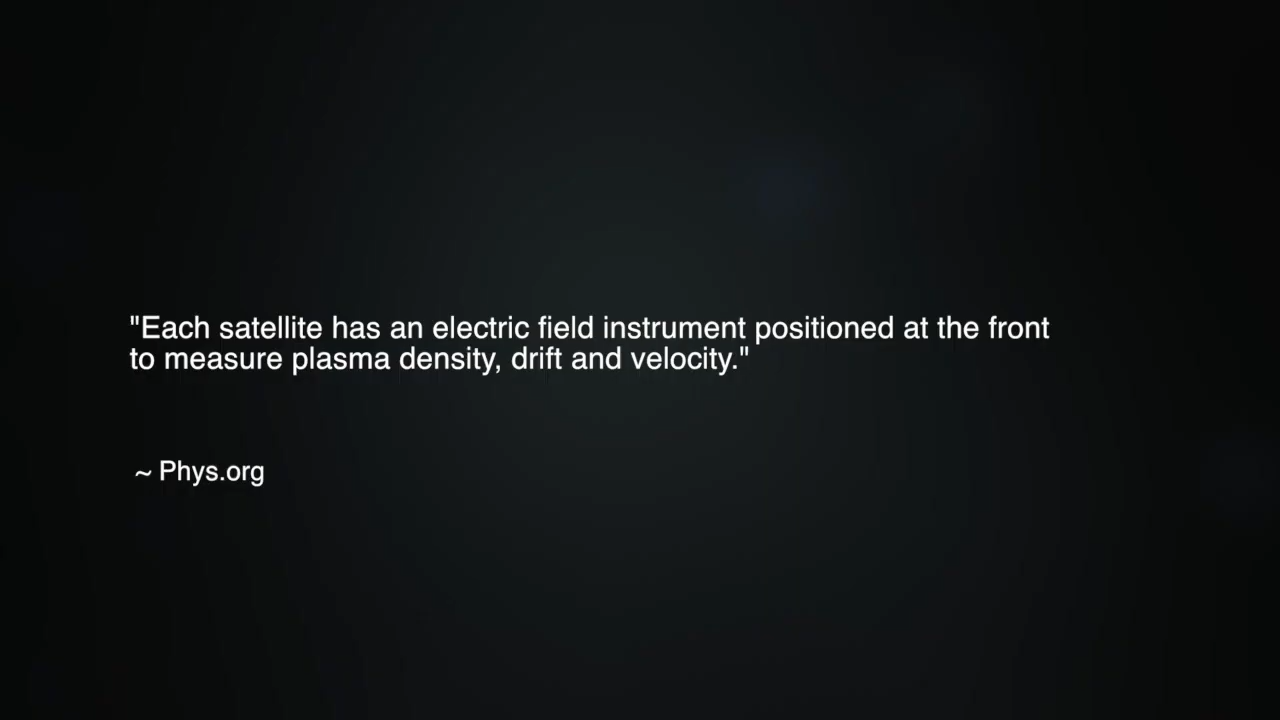 "Each satellite has an electric field instrument positioned at the front
to measure plasma density, drift and velocity."
~ Phys.org